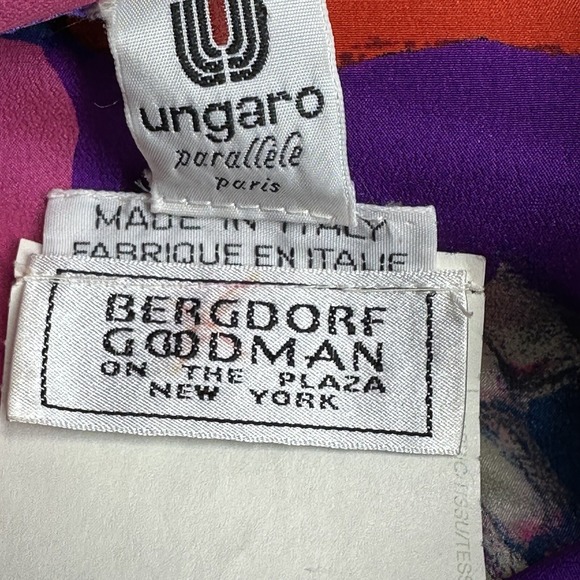 ungaro
parallèle
paris
MADE IN ITALY
FABRIQUE EN ITALIE
BERGDORF
GOODMAN
ON THE PLAZA
NEW YORK